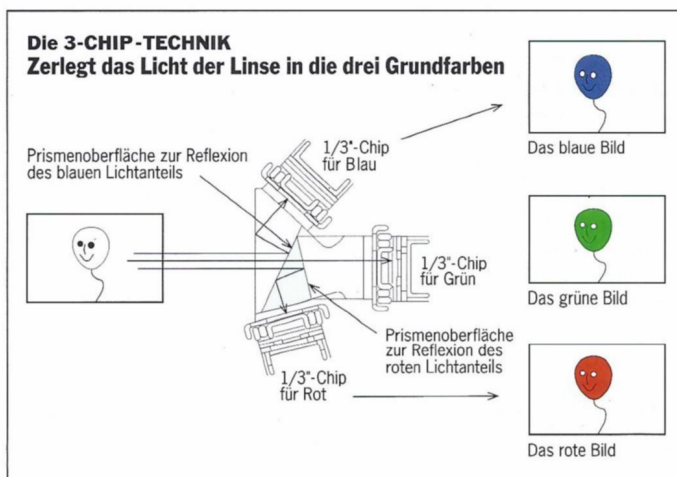 Die 3-CHIP-TECHNIK
Zerlegt das Licht der Linse in die drei Grundfarben
Prismenoberfläche zur Reflexion
des blauen Lichtanteils
1/3"-Chip
für Blau
Das blaue Bild
1/3"-Chip
für Grün
Das grüne Bild
Prismenoberfläche
zur Reflexion des
roten Lichtanteils
1/3"-Chip
für Rot
Das rote Bild